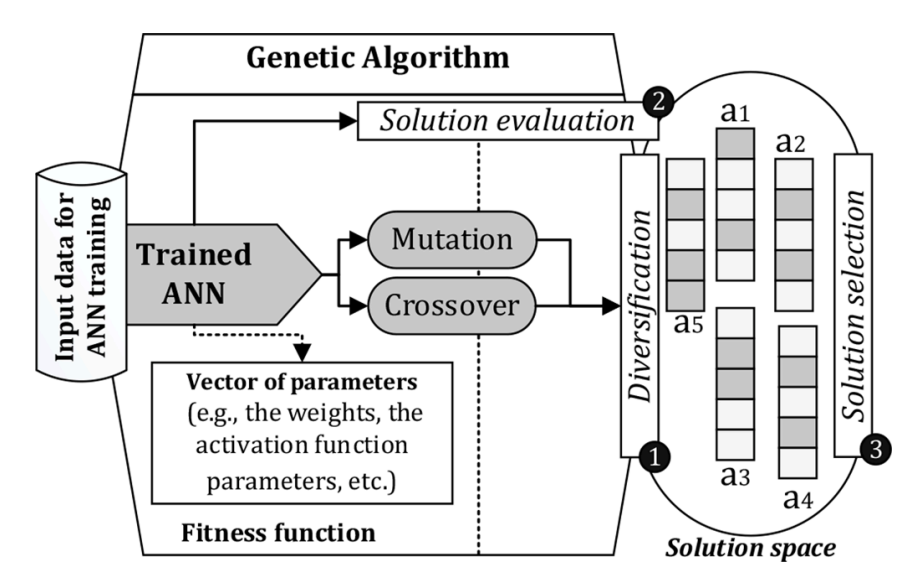 Genetic Algorithm
Solution evaluation
2
Input data for
ANN training
Trained
ANN
Mutation
Crossover
Vector of parameters
(e.g., the weights, the
activation function
parameters, etc.)
Fitness function
Diversification
1
a1
a2
a5
a3
a4
Solution selection
3
Solution space